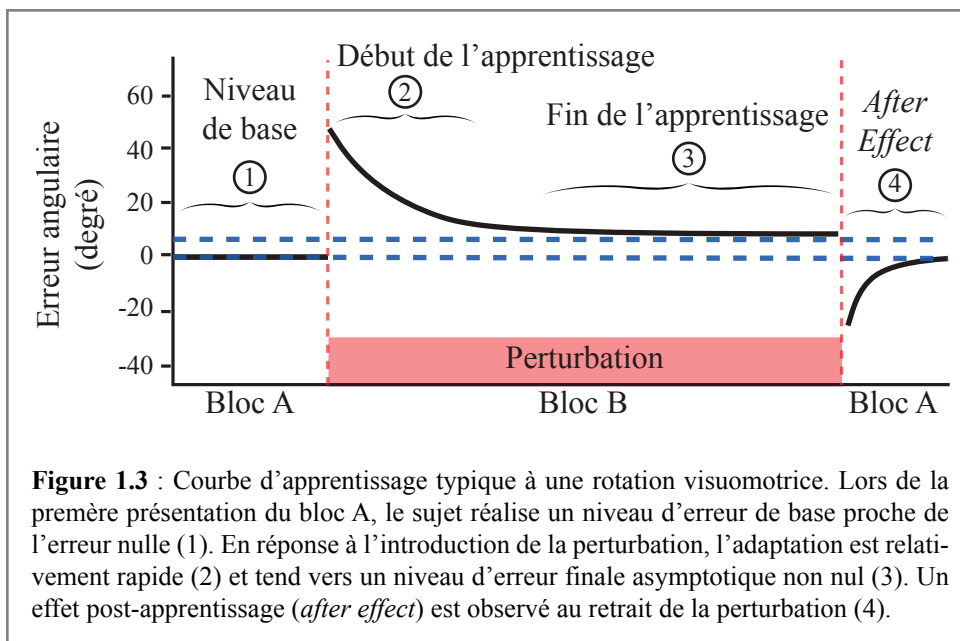 Début de l’apprentissage
2
60
Niveau
de base
1
Fin de l’apprentissage
3
After
Effect
4
40
20
0
-20
-40
Erreur angulaire
(degré)
Perturbation
Bloc A
Bloc B
Bloc A
Figure 1.3 : Courbe d’apprentissage typique à une rotation visuomotrice. Lors de la
premère présentation du bloc A, le sujet réalise un niveau d’erreur de base proche de
l’erreur nulle (1). En réponse à l’introduction de la perturbation, l’adaptation est relati-
vement rapide (2) et tend vers un niveau d’erreur finale asymptotique non nul (3). Un
effet post-apprentissage (after effect) est observé au retrait de la perturbation (4).